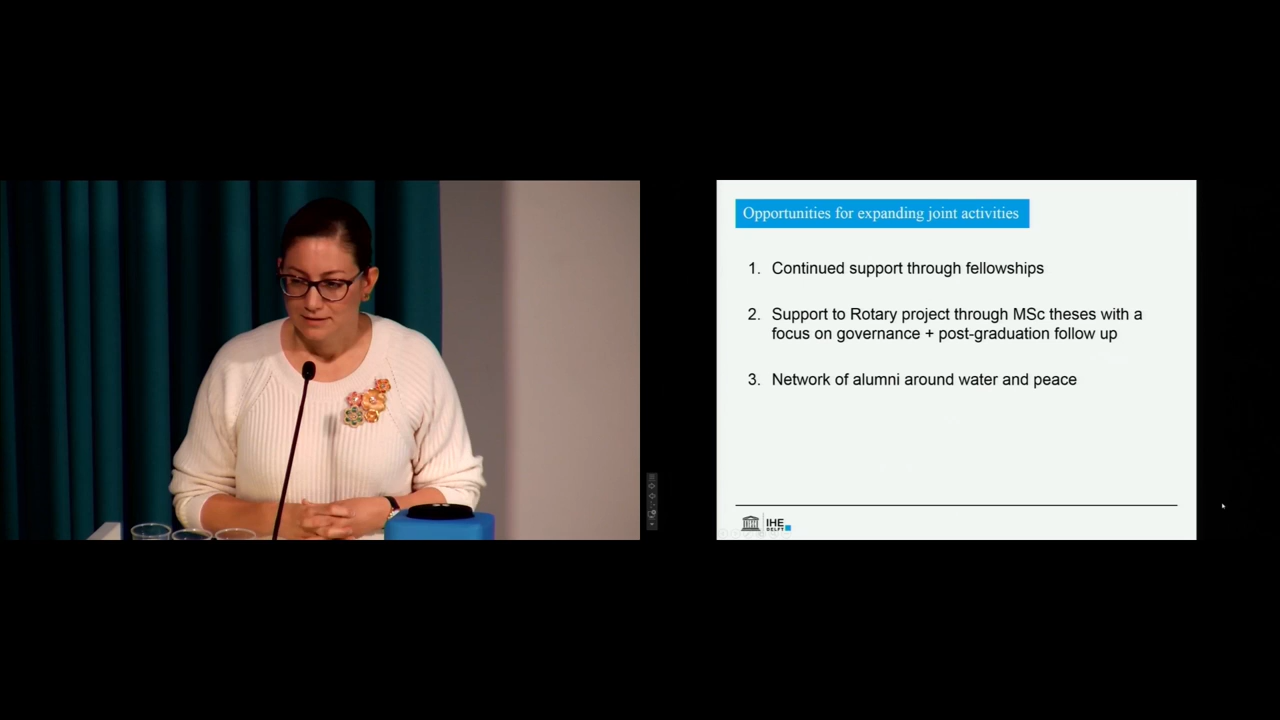 Opportunities for expanding joint activities
1. Continued support through fellowships
2. Support to Rotary project through MSc theses with a
focus on governance + post-graduation follow up
3. Network of alumni around water and peace
IHE
DELFT